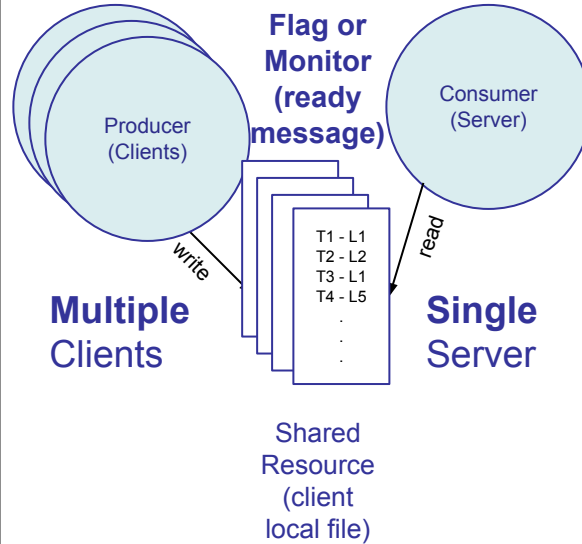 Flag or
Monitor
(ready
message)
Producer
(Clients)
Consumer
(Server)
write
read
T1 - L1
T2 - L2
T3 - L1
T4 - L5
.
.
.
Multiple
Clients
Single
Server
Shared
Resource
(client
local file)